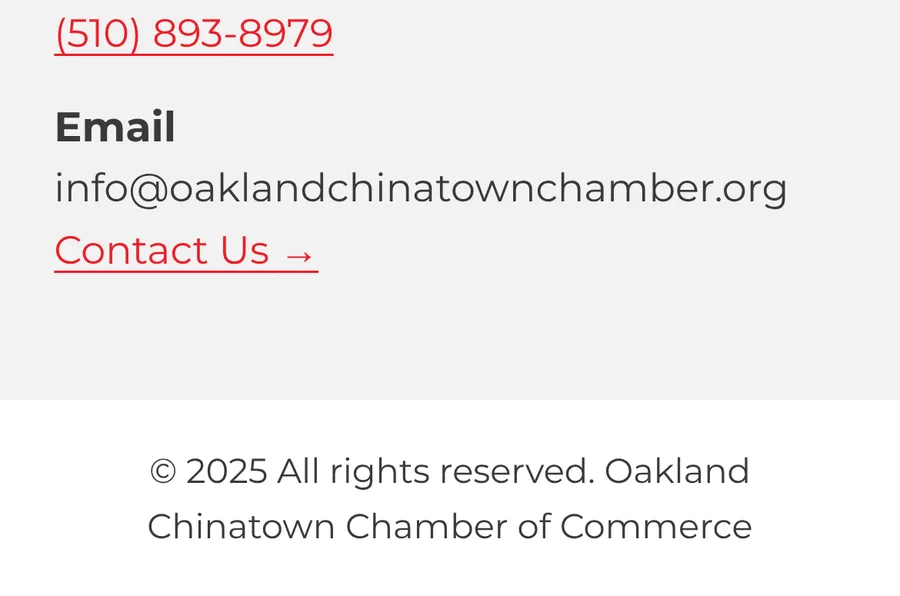 (510) 893-8979
Email
info@oaklandchinatownchamber.org
Contact Us →
© 2025 All rights reserved. Oakland
Chinatown Chamber of Commerce